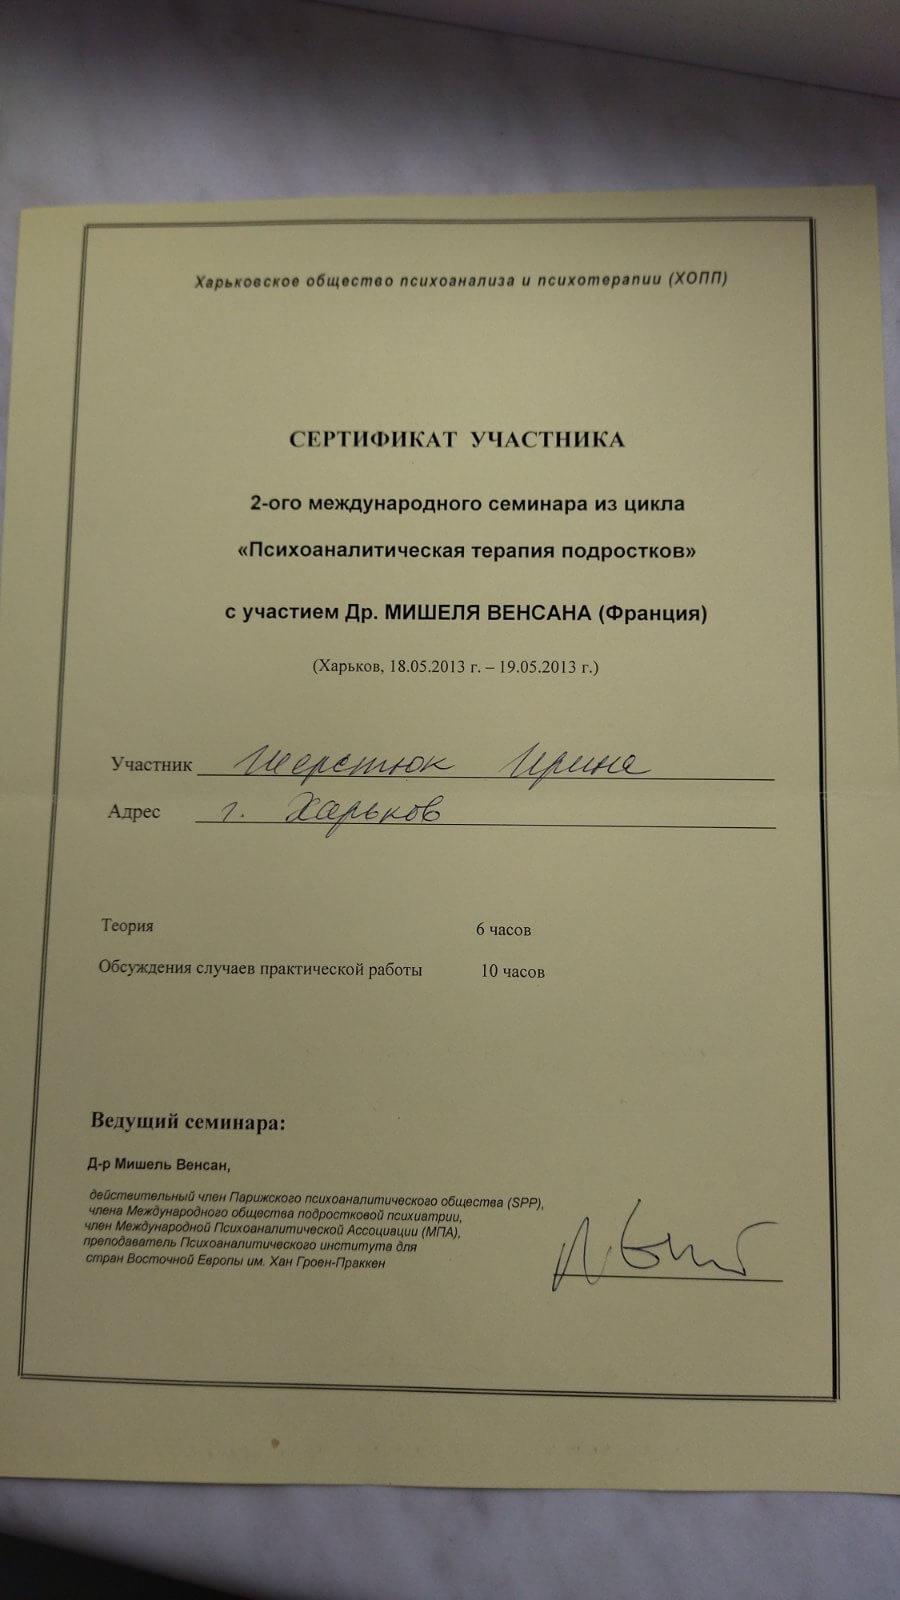 Харьковское общество психоанализа и психотерапии (ХОПП)
СЕРТИФИКАТ УЧАСТНИКА
2-ого международного семинара из цикла
«Психоаналитическая терапия подростков»
с участием Др. МИШЕЛЯ ВЕНСАНА (Франция)
(Харьков, 18.05.2013 г. – 19.05.2013 г.)
Участник Шерстюк Ирина
Адрес г. Харьков
Теория 6 часов
Обсуждения случаев практической работы 10 часов
Ведущий семинара:
Д-р Мишель Венсан,
действительный член Парижского психоаналитического общества (SPP),
члена Международного общества подростковой психиатрии,
член Международной Психоаналитической Ассоциации (МПА),
преподаватель Психоаналитического института для
стран Восточной Европы им. Хан Гроен-Праккен